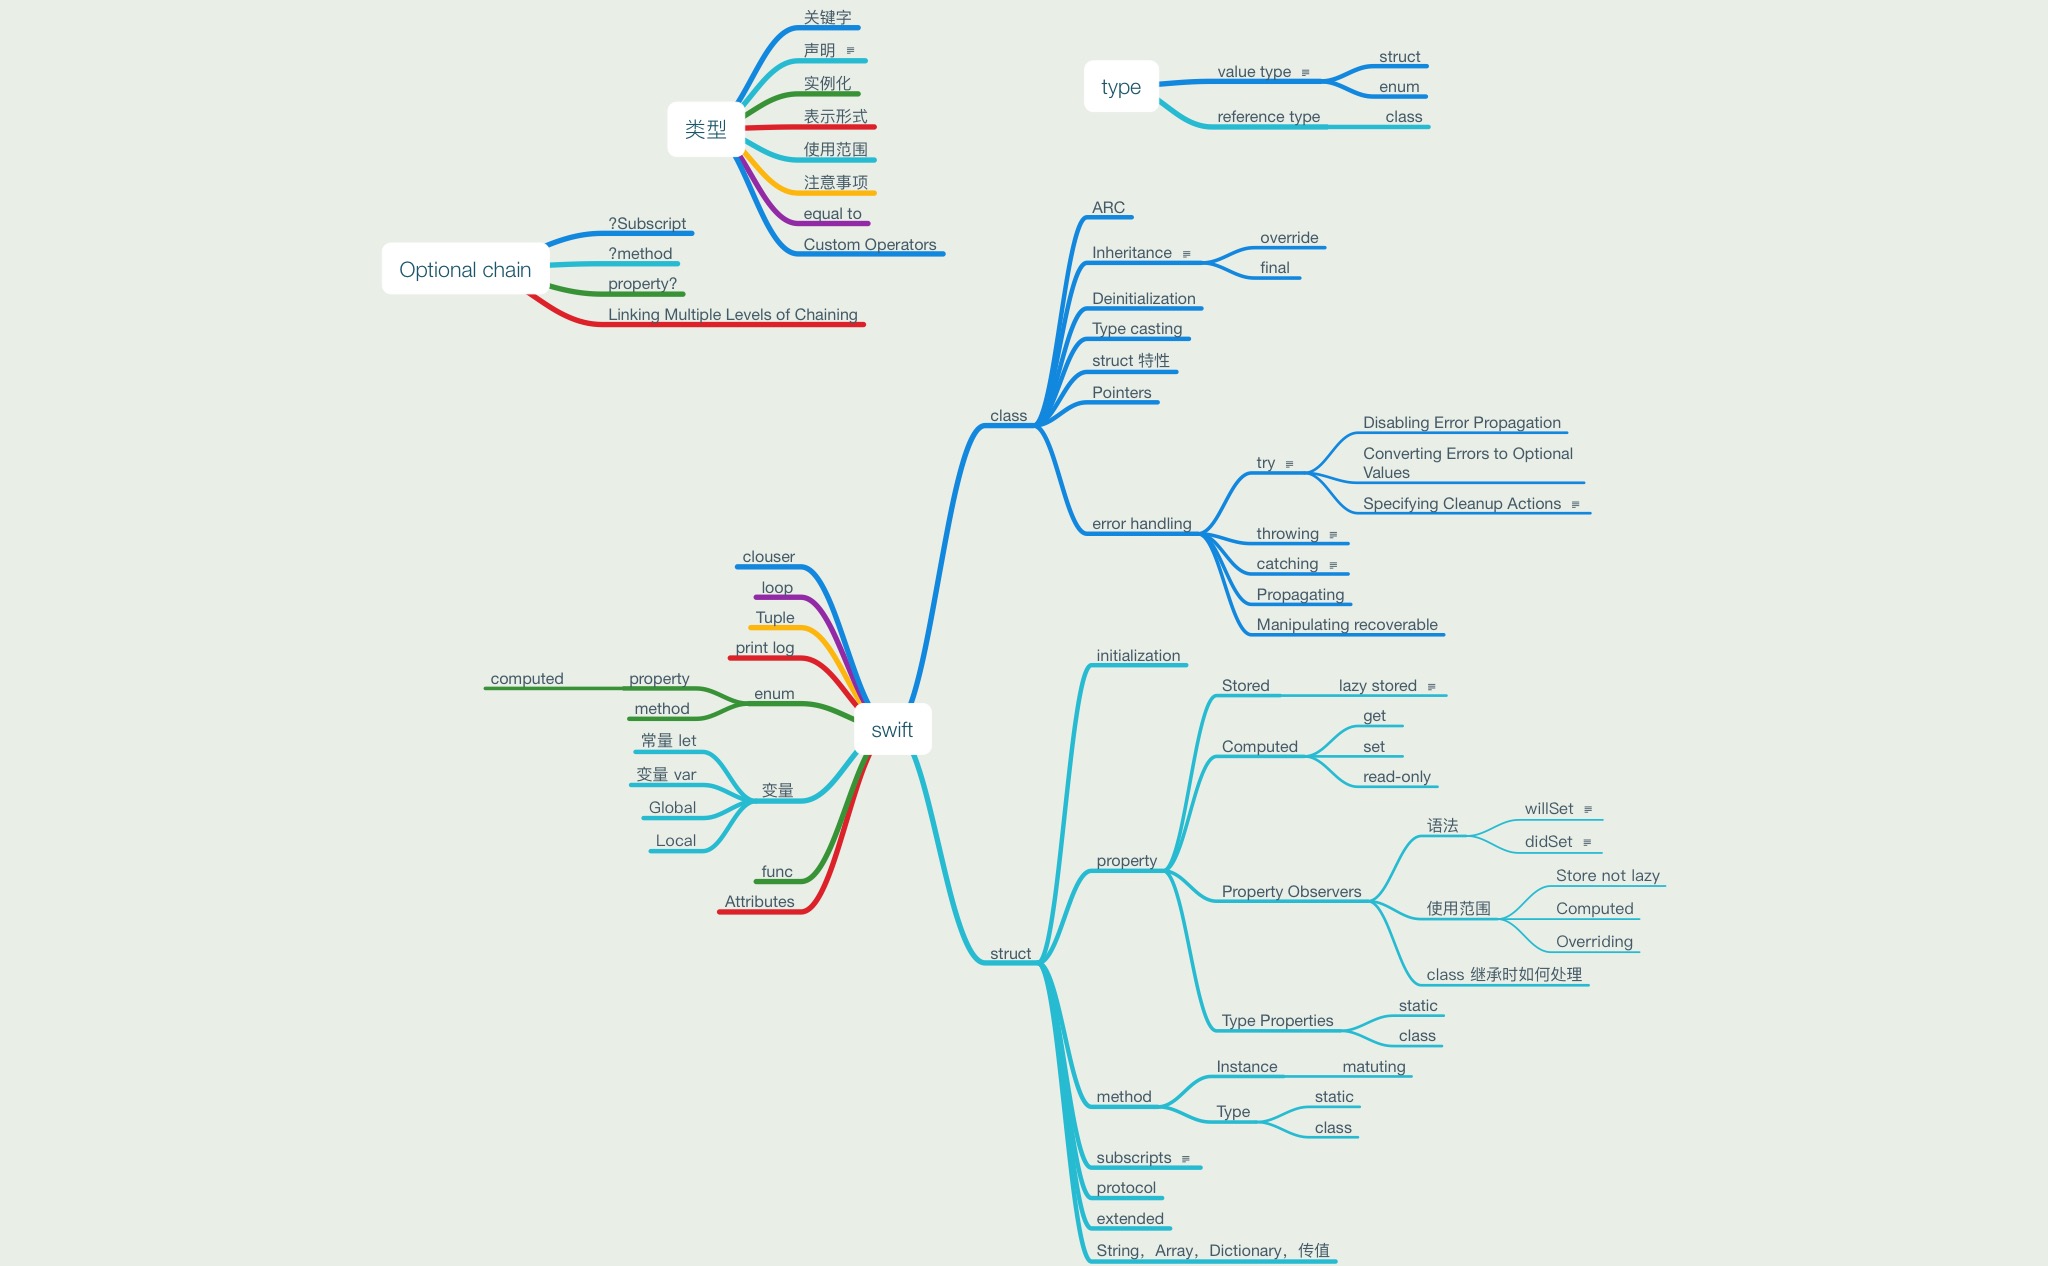 类型
关键字
声明
实例化
表示形式
使用范围
注意事项
equal to
Custom Operators
type
value type
struct
enum
reference type
class
Optional chain
?Subscript
?method
property?
Linking Multiple Levels of Chaining
swift
clouser
loop
Tuple
print log
enum
property
computed
method
变量
常量 let
变量 var
Global
Local
func
Attributes
class
ARC
Inheritance
override
final
Deinitialization
Type casting
struct 特性
Pointers
error handling
try
Disabling Error Propagation
Converting Errors to Optional
Values
Specifying Cleanup Actions
throwing
catching
Propagating
Manipulating recoverable
struct
initialization
property
Stored
lazy stored
Computed
get
set
read-only
Property Observers
语法
willSet
didSet
使用范围
Store not lazy
Computed
Overriding
class 继承时如何处理
Type Properties
static
class
method
Instance
matuting
Type
static
class
subscripts
protocol
extended
String，Array，Dictionary，传值